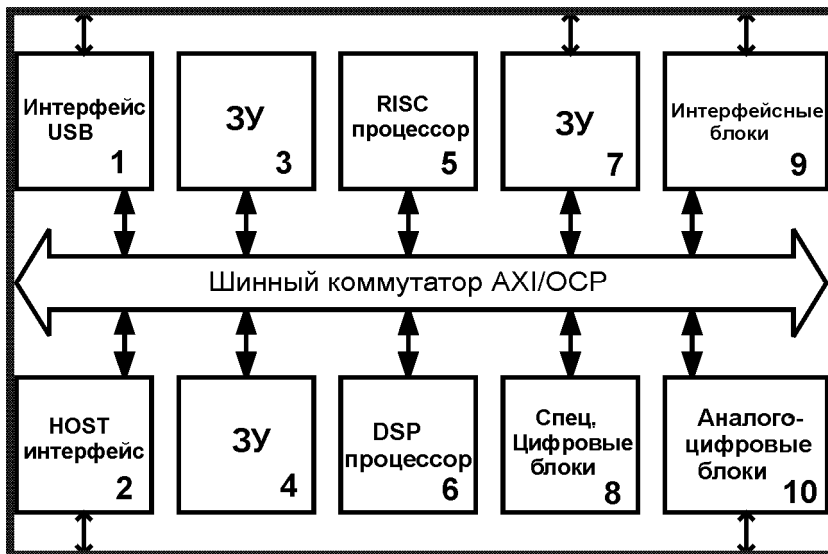 Интерфейс
USB
1
ЗУ
3
RISC
процессор
5
ЗУ
7
Интерфейсные
блоки
9
Шинный коммутатор AXI/OCP
HOST
интерфейс
2
ЗУ
4
DSP
процессор
6
Спец.
Цифровые
блоки
8
Аналого-
цифровые
блоки
10